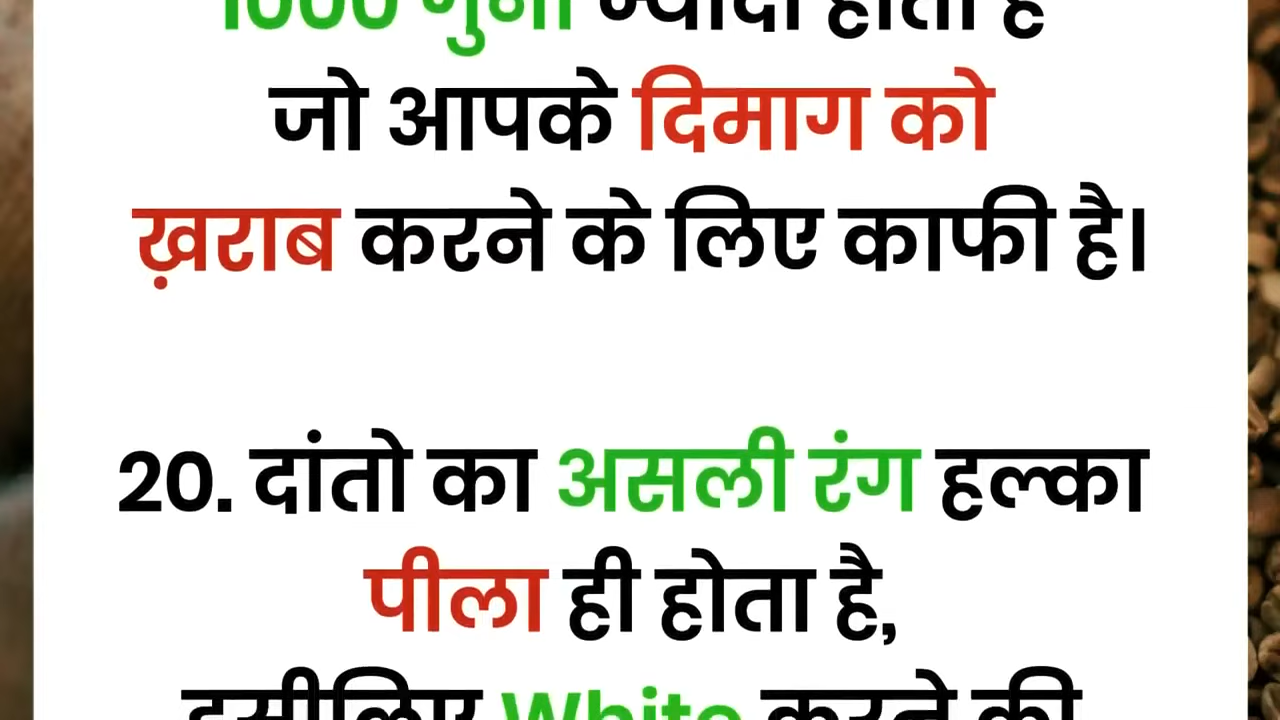 1000 गुना ज्यादा होता है
जो आपके दिमाग को
ख़राब करने के लिए काफी है।
20. दांतो का असली रंग हल्का
पीला ही होता है,
इसीलिए White करने की